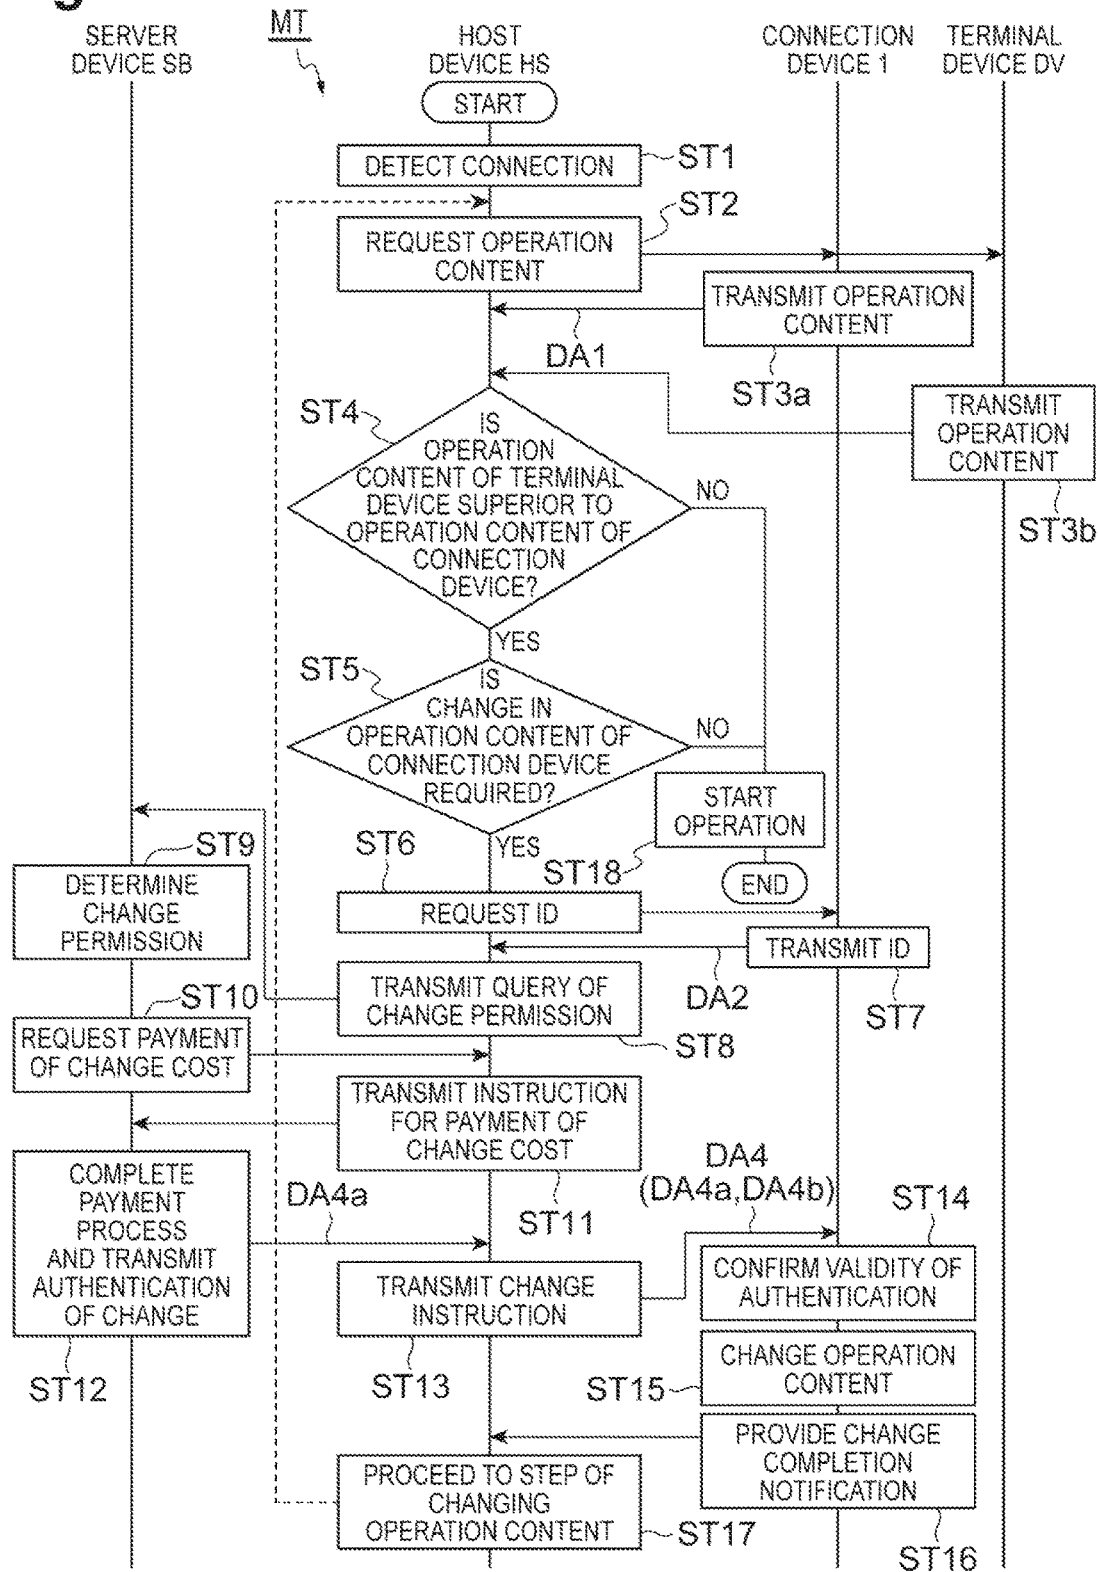 MT
SERVER
DEVICE SB
HOST
DEVICE HS
CONNECTION
DEVICE 1
TERMINAL
DEVICE DV
START
DETECT CONNECTION
ST1
ST2
REQUEST OPERATION
CONTENT
TRANSMIT OPERATION
CONTENT
DA1
ST3a
ST4
IS
OPERATION
CONTENT OF TERMINAL
DEVICE SUPERIOR TO
OPERATION CONTENT OF
CONNECTION
DEVICE?
NO
TRANSMIT
OPERATION
CONTENT
ST3b
YES
ST5
IS
CHANGE IN
OPERATION CONTENT OF
CONNECTION DEVICE
REQUIRED?
NO
START
OPERATION
YES
ST18
END
ST6
ST9
DETERMINE
CHANGE
PERMISSION
REQUEST ID
TRANSMIT ID
DA2
ST7
TRANSMIT QUERY OF
CHANGE PERMISSION
ST8
ST10
REQUEST PAYMENT
OF CHANGE COST
TRANSMIT INSTRUCTION
FOR PAYMENT OF
CHANGE COST
ST11
COMPLETE
PAYMENT
PROCESS
AND TRANSMIT
AUTHENTICATION
OF CHANGE
ST12
DA4a
DA4
(DA4a,DA4b)
ST14
TRANSMIT CHANGE
INSTRUCTION
ST13
CONFIRM VALIDITY OF
AUTHENTICATION
CHANGE OPERATION
CONTENT
ST15
PROVIDE CHANGE
COMPLETION
NOTIFICATION
ST16
PROCEED TO STEP OF
CHANGING
OPERATION CONTENT
ST17